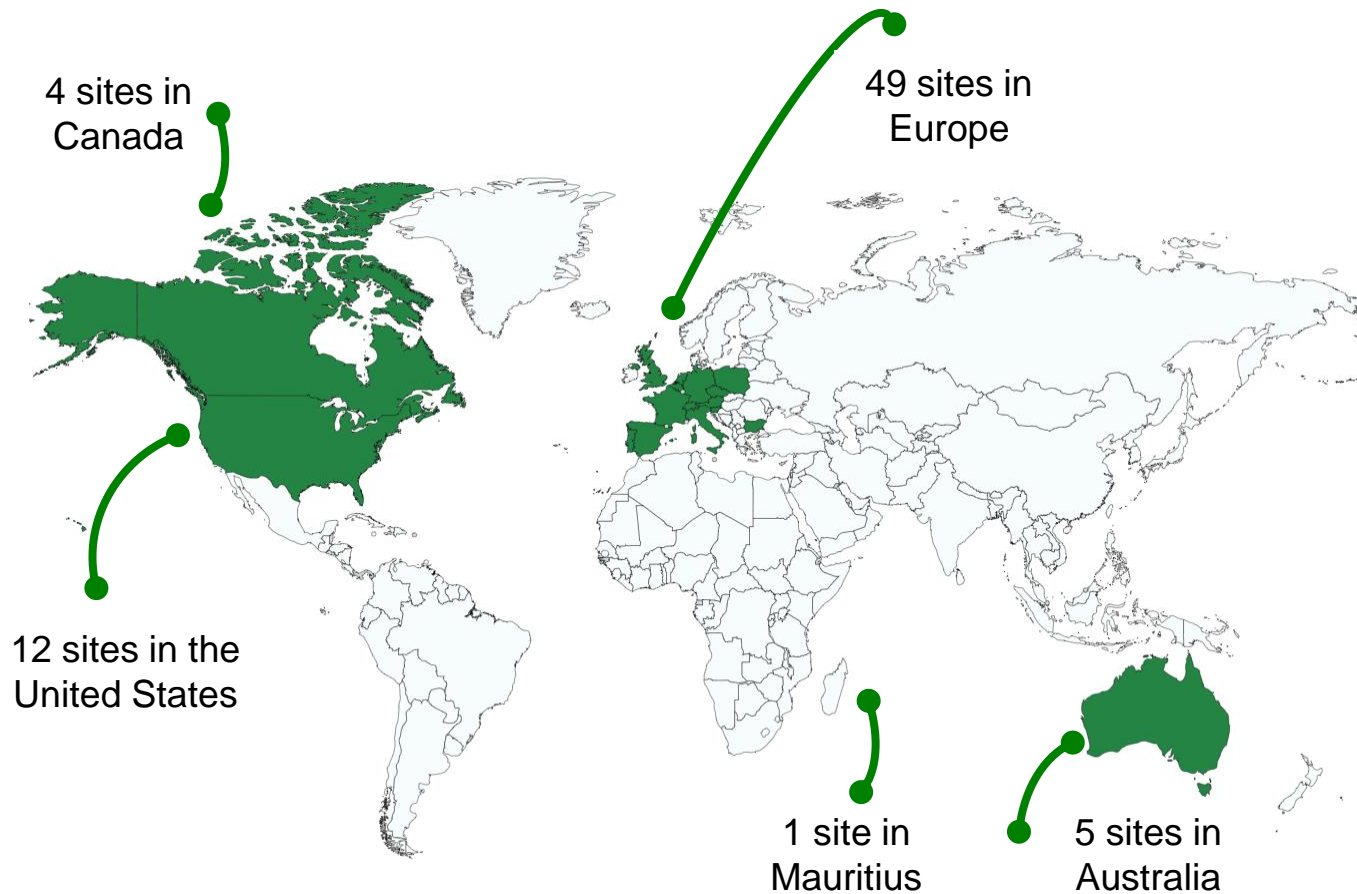 4 sites in
Canada
49 sites in
Europe
12 sites in the
United States
1 site in
Mauritius
5 sites in
Australia